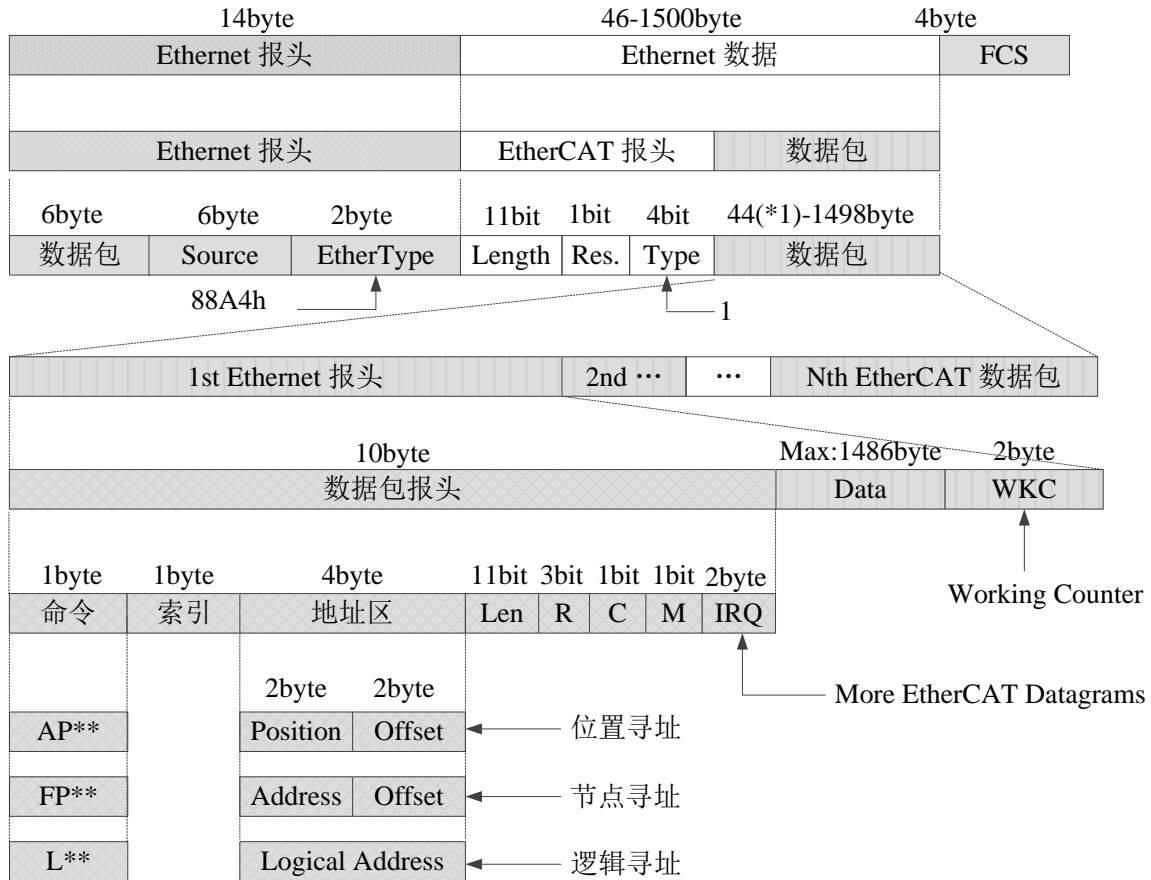 14byte 46-1500byte 4byte
Ethernet 报头 Ethernet 数据 FCS
Ethernet 报头 EtherCAT 报头 数据包
6byte 6byte 2byte 11bit 1bit 4bit 44(*1)-1498byte
数据包 Source EtherType Length Res. Type 数据包
88A4h 1
1st Ethernet 报头 2nd ··· ··· Nth EtherCAT 数据包
10byte Max:1486byte 2byte
数据包报头 Data WKC
1byte 1byte 4byte 11bit 3bit 1bit 1bit 2byte
Working Counter
命令 索引 地址区 Len R C M IRQ
2byte 2byte
More EtherCAT Datagrams
AP** Position Offset 位置寻址
FP** Address Offset 节点寻址
L** Logical Address 逻辑寻址